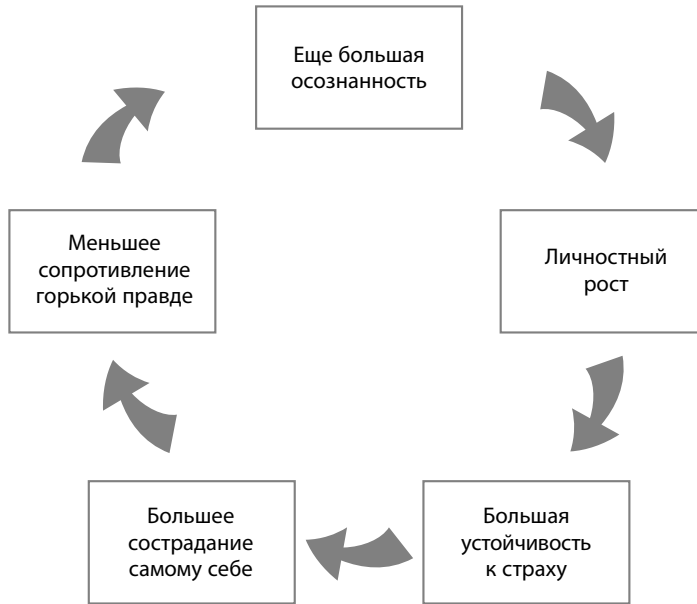 Еще большая
осознанность
Личностный
рост
Большая
устойчивость
к страху
Большее
сострадание
самому себе
Меньшее
сопротивление
горькой правде